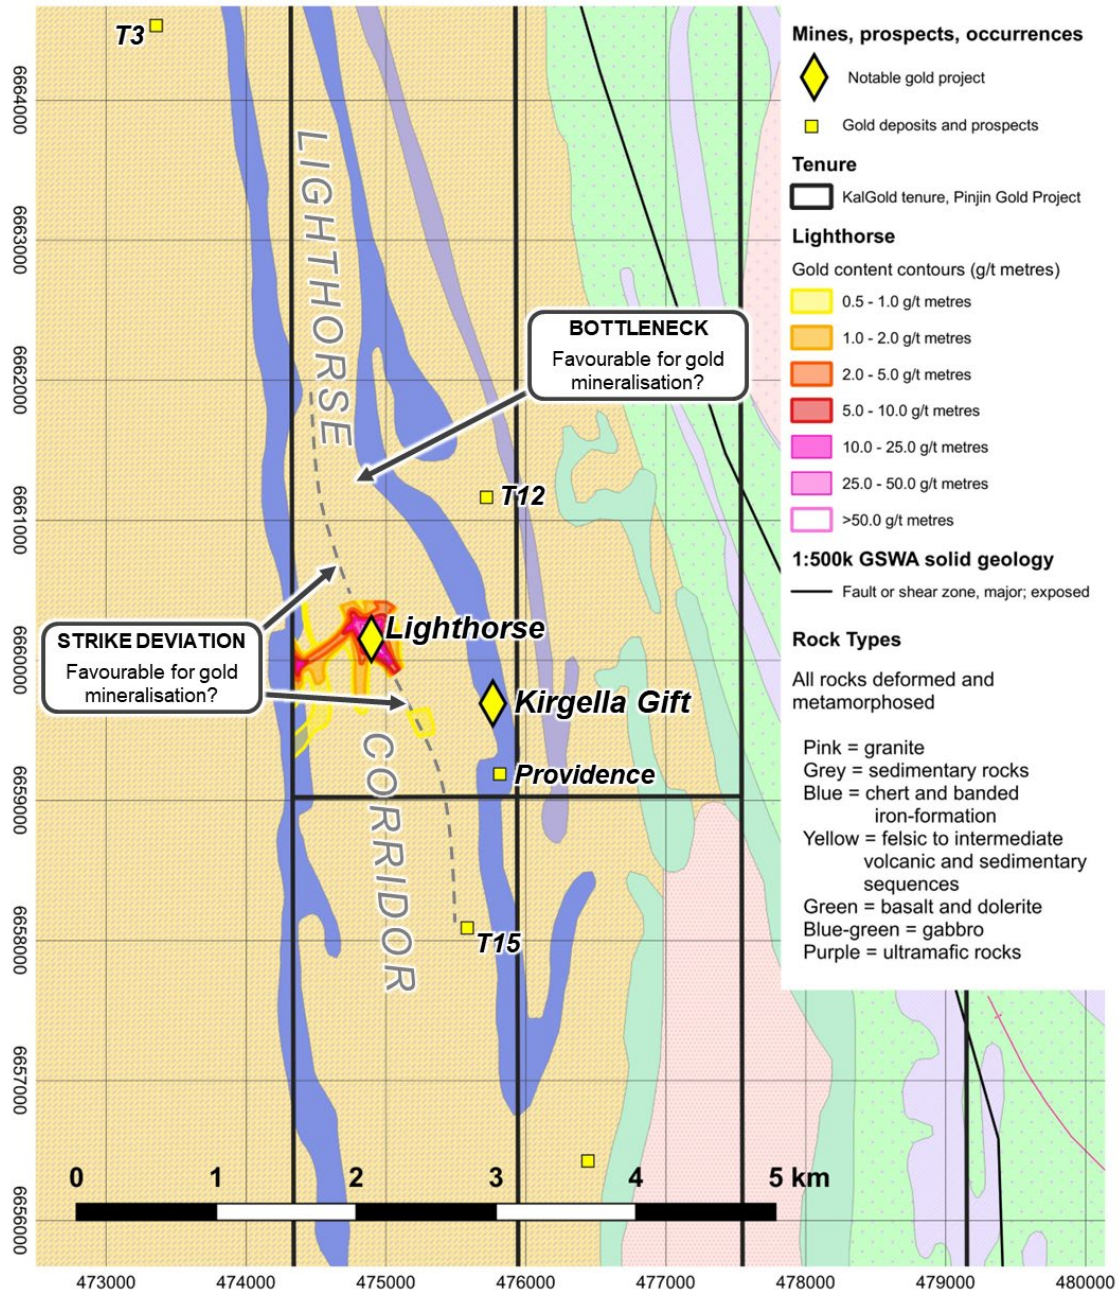 T3
LIGHTHORSE
BOTTLENECK
Favourable for gold
mineralisation?
T12
STRIKE DEVIATION
Favourable for gold
mineralisation?
Lighthorse
Kirgella Gift
Providence
CORRIDOR
T15
0 1 2 3 4 5 km
6664000
6663000
6662000
6661000
6660000
6659000
6658000
6657000
6656000
473000 474000 475000 476000 477000 478000 479000 480000
Mines, prospects, occurrences
Notable gold project
Gold deposits and prospects
Tenure
KalGold tenure, Pinjin Gold Project
Lighthorse
Gold content contours (g/t metres)
0.5 - 1.0 g/t metres
1.0 - 2.0 g/t metres
2.0 - 5.0 g/t metres
5.0 - 10.0 g/t metres
10.0 - 25.0 g/t metres
25.0 - 50.0 g/t metres
>50.0 g/t metres
1:500k GSWA solid geology
Fault or shear zone, major; exposed
Rock Types
All rocks deformed and
metamorphosed
Pink = granite
Grey = sedimentary rocks
Blue = chert and banded
iron-formation
Yellow = felsic to intermediate
volcanic and sedimentary
sequences
Green = basalt and dolerite
Blue-green = gabbro
Purple = ultramafic rocks